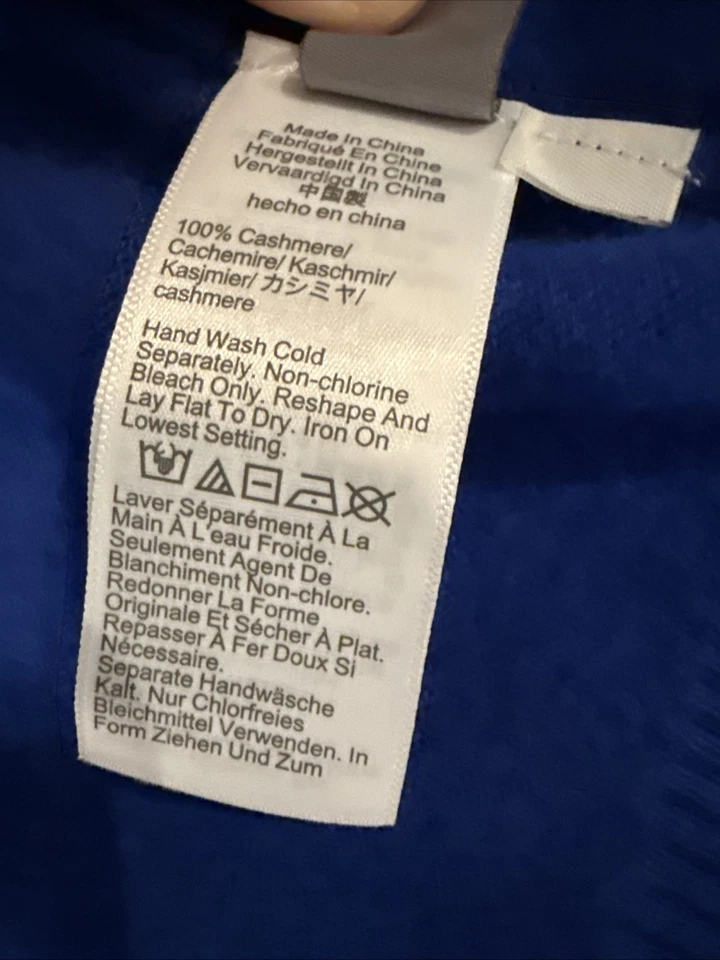 Made In China
Fabriqué En Chine
Hergestellt In China
Vervaardigd In China
中国製
hecho en china
100% Cashmere/
Cachemire/ Kaschmir/
Kasjmier/ カシミヤ/
cashmere
Hand Wash Cold
Separately. Non-chlorine
Bleach Only. Reshape And
Lay Flat To Dry. Iron On
Lowest Setting.
Laver Séparément À La
Main À L'eau Froide.
Seulement Agent De
Blanchiment Non-chlore.
Redonner La Forme
Originale Et Sécher À Plat.
Repasser À Fer Doux Si
Nécessaire.
Separate Handwäsche
Kalt. Nur Chlorfreies
Bleichmittel Verwenden. In
Form Ziehen Und Zum